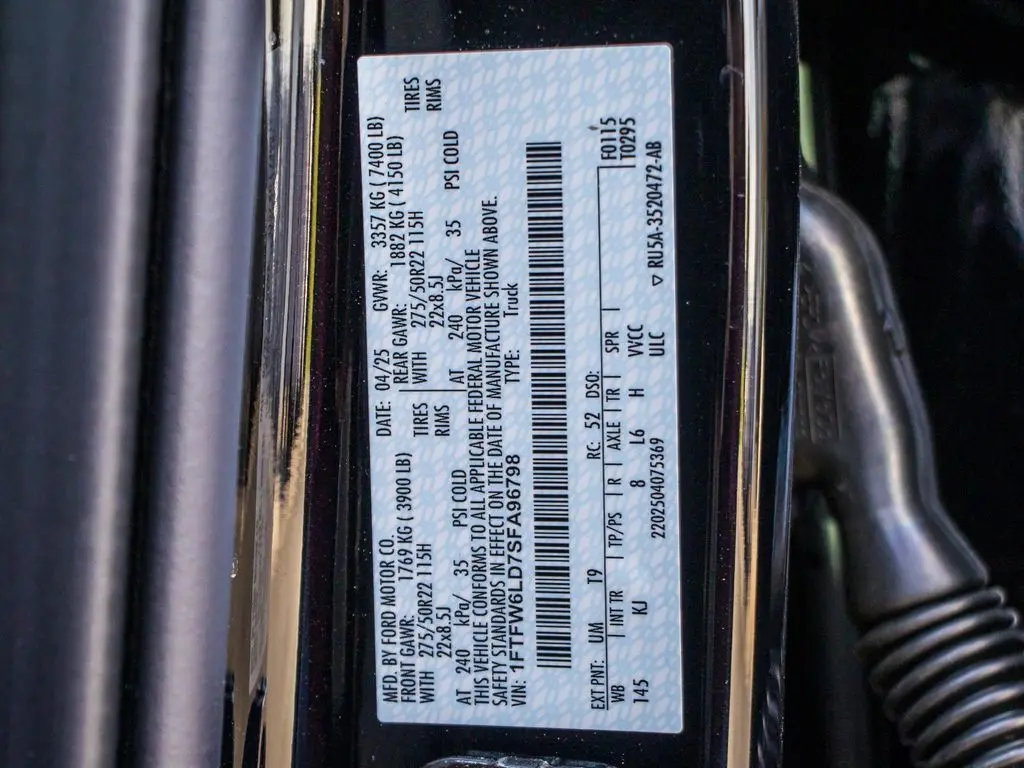 MFD. BY FORD MOTOR CO. DATE: 04/25 GVWR: 3357 KG ( 7400 LB)
FRONT GAWR: 1769 KG ( 3900 LB) REAR GAWR: 1882 KG ( 4150 LB)
WITH 275/50R22 115H TIRES WITH 275/50R22 115H TIRES
22x8.5J RIMS 22x8.5J RIMS
AT 240 kPa/ 35 PSI COLD AT 240 kPa/ 35 PSI COLD
THIS VEHICLE CONFORMS TO ALL APPLICABLE FEDERAL MOTOR VEHICLE
SAFETY STANDARDS IN EFFECT ON THE DATE OF MANUFACTURE SHOWN ABOVE.
VIN: 1FTFW6LD7SFA96798 TYPE: Truck
EXT PNT: UM T9 RC: 52 DSO: F0115
WB INT TR TP/PS R AXLE TR SPR T0295
145 KJ 8 L6 H VVCC
2202504075369 ULC ▽ RU5A-3520472-AB